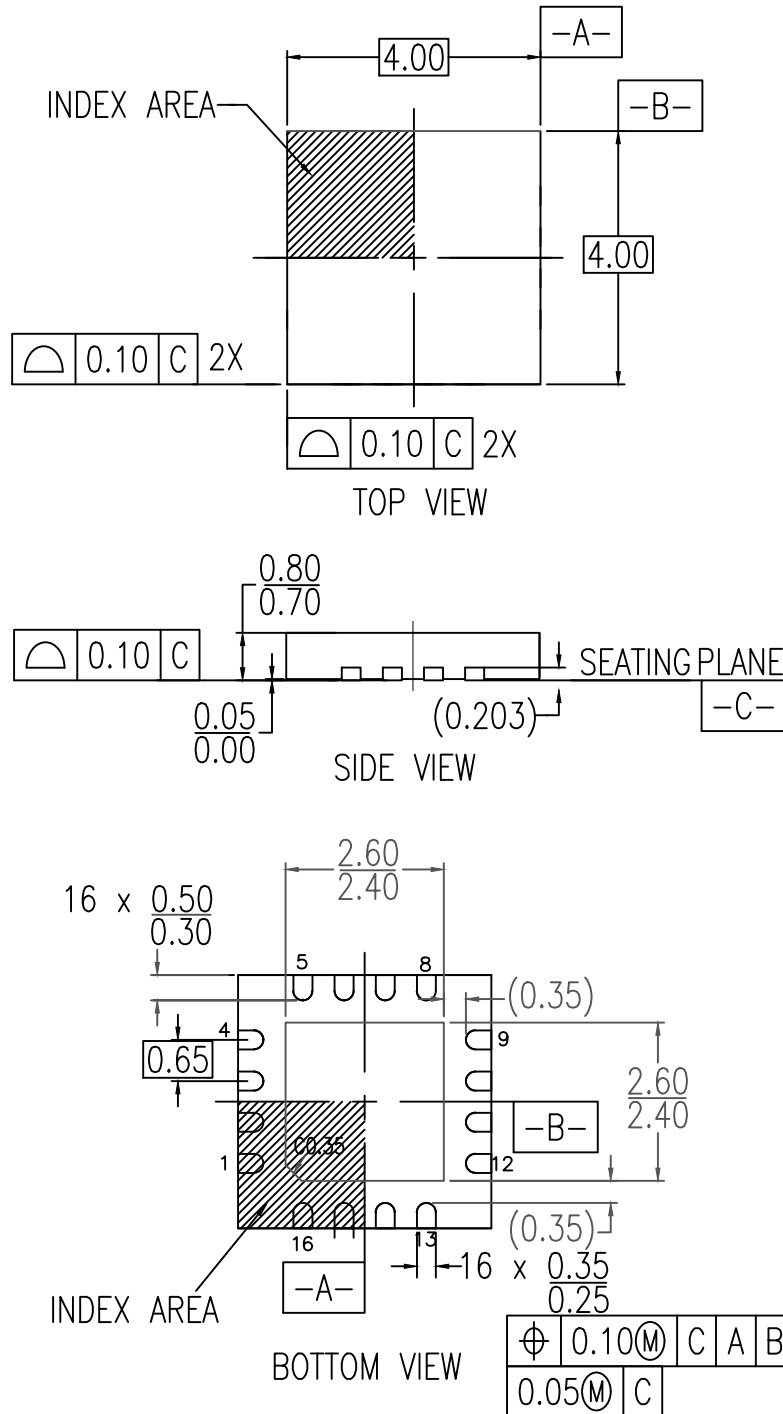 4.00
-A-
INDEX AREA
-B-
4.00
⌓ 0.10 C 2X
⌓ 0.10 C 2X
TOP VIEW
0.80
0.70
⌓ 0.10 C
SEATING PLANE
-C-
0.05
0.00
(0.203)
SIDE VIEW
2.60
2.40
16 x 0.50
0.30
5
8
(0.35)
4
9
0.65
2.60
2.40
-B-
C0.35
1
12
16
13
(0.35)
-A-
16 x 0.35
0.25
INDEX AREA
BOTTOM VIEW
⌖ 0.10Ⓜ C A B
0.05Ⓜ C